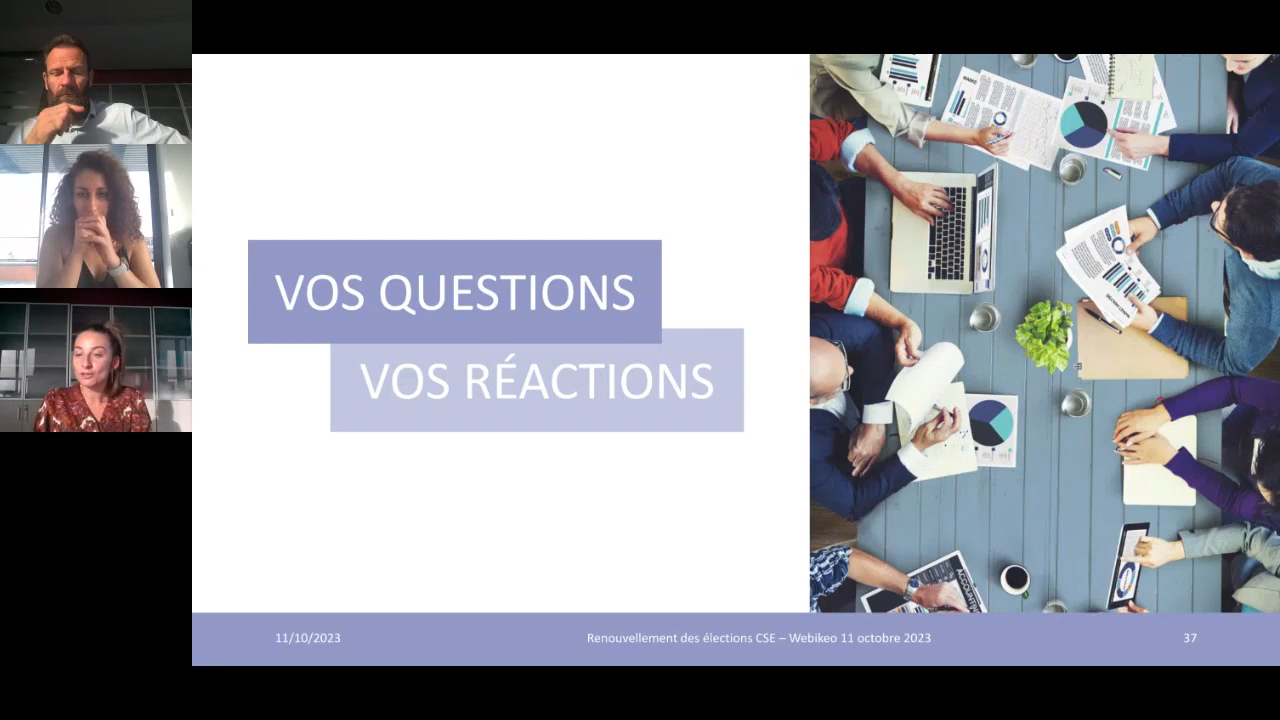 VOS QUESTIONS
VOS RÉACTIONS
11/10/2023
Renouvellement des élections CSE – Webikeo 11 octobre 2023
37